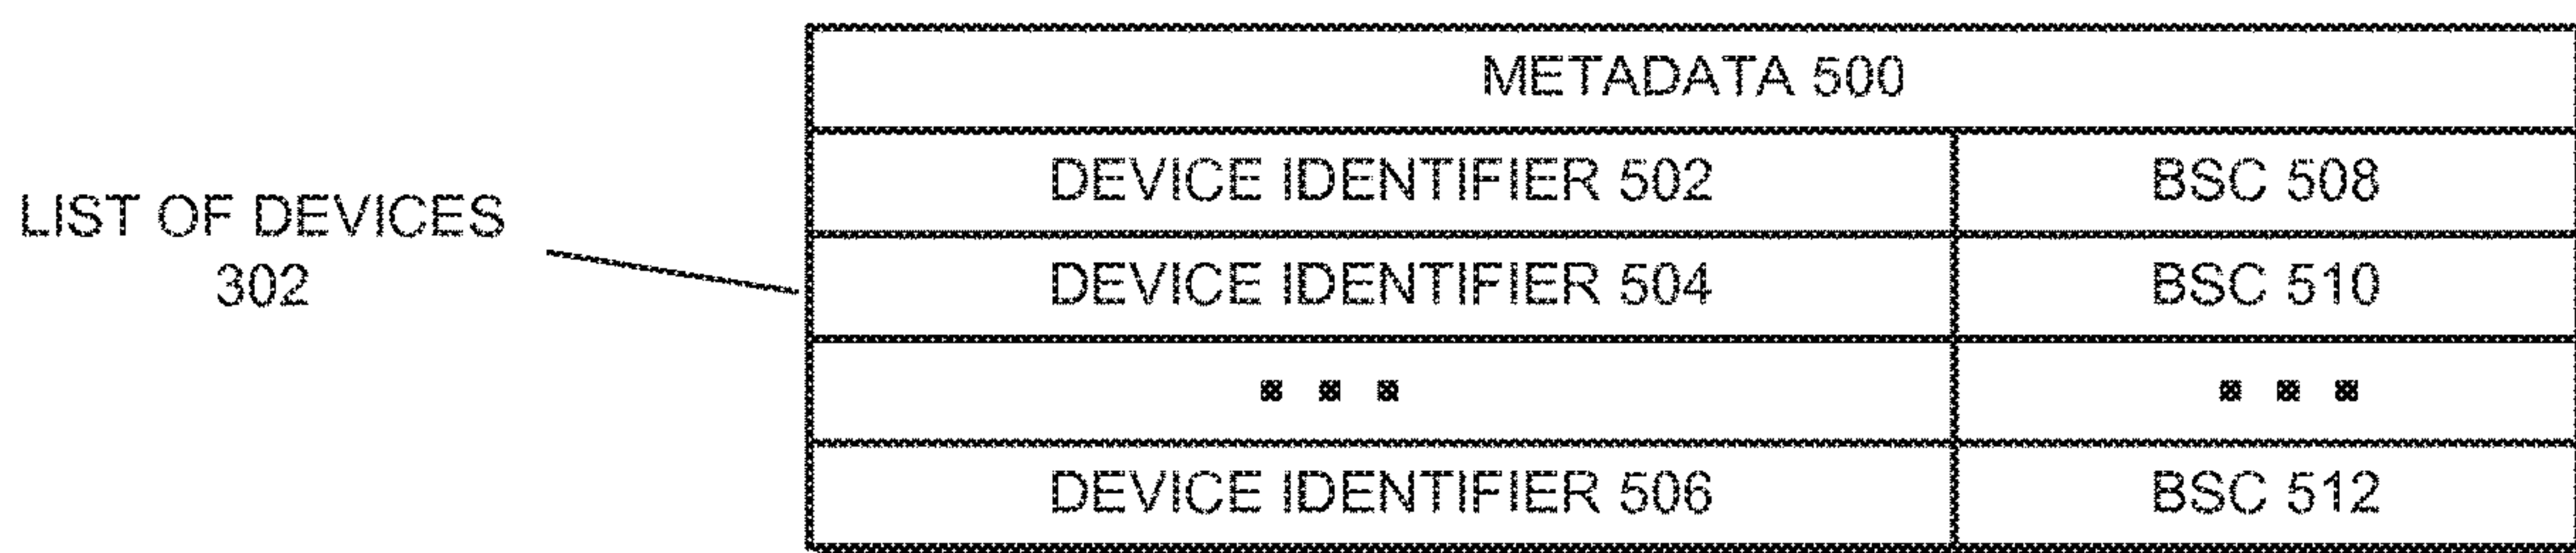 METADATA 500
DEVICE IDENTIFIER 502 BSC 508
LIST OF DEVICES
302
DEVICE IDENTIFIER 504 BSC 510
▪ ▪ ▪ ▪ ▪ ▪
DEVICE IDENTIFIER 506 BSC 512